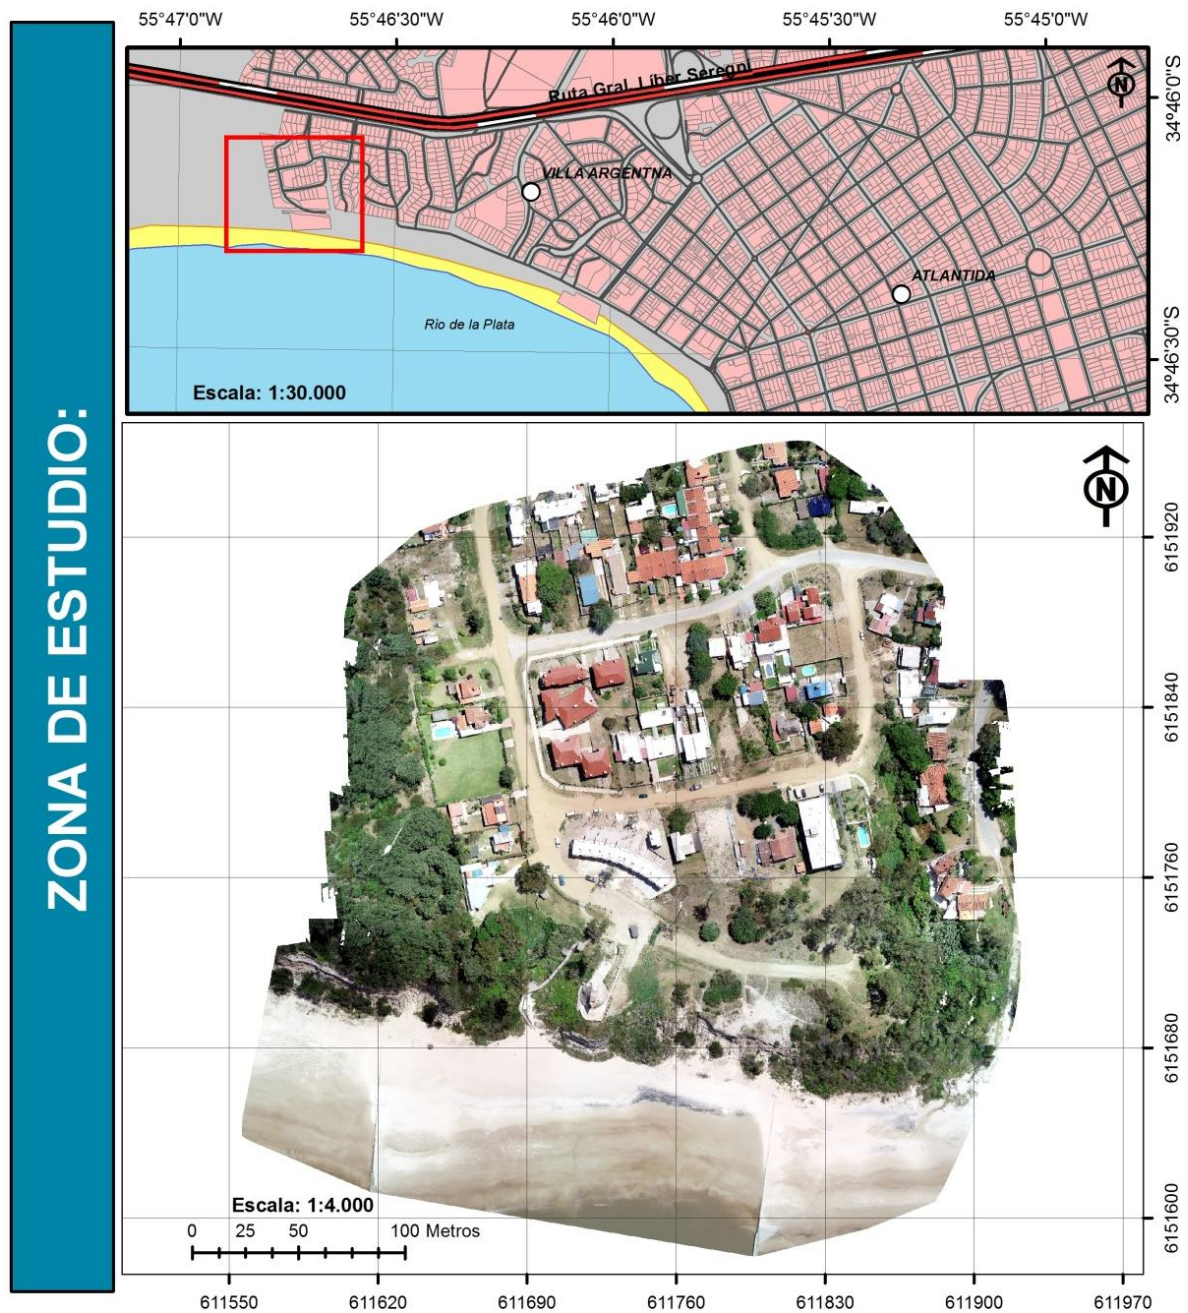 ZONA DE ESTUDIO:
55°47'0"W 55°46'30"W 55°46'0"W 55°45'30"W 55°45'0"W
Ruta Gral. Líber Seregni
N
34°46'0"S
VILLA ARGENTNA
ATLANTIDA
Rio de la Plata
34°46'30"S
Escala: 1:30.000
N
6151920
6151840
6151760
6151680
6151600
Escala: 1:4.000
0 25 50 100 Metros
611550 611620 611690 611760 611830 611900 611970